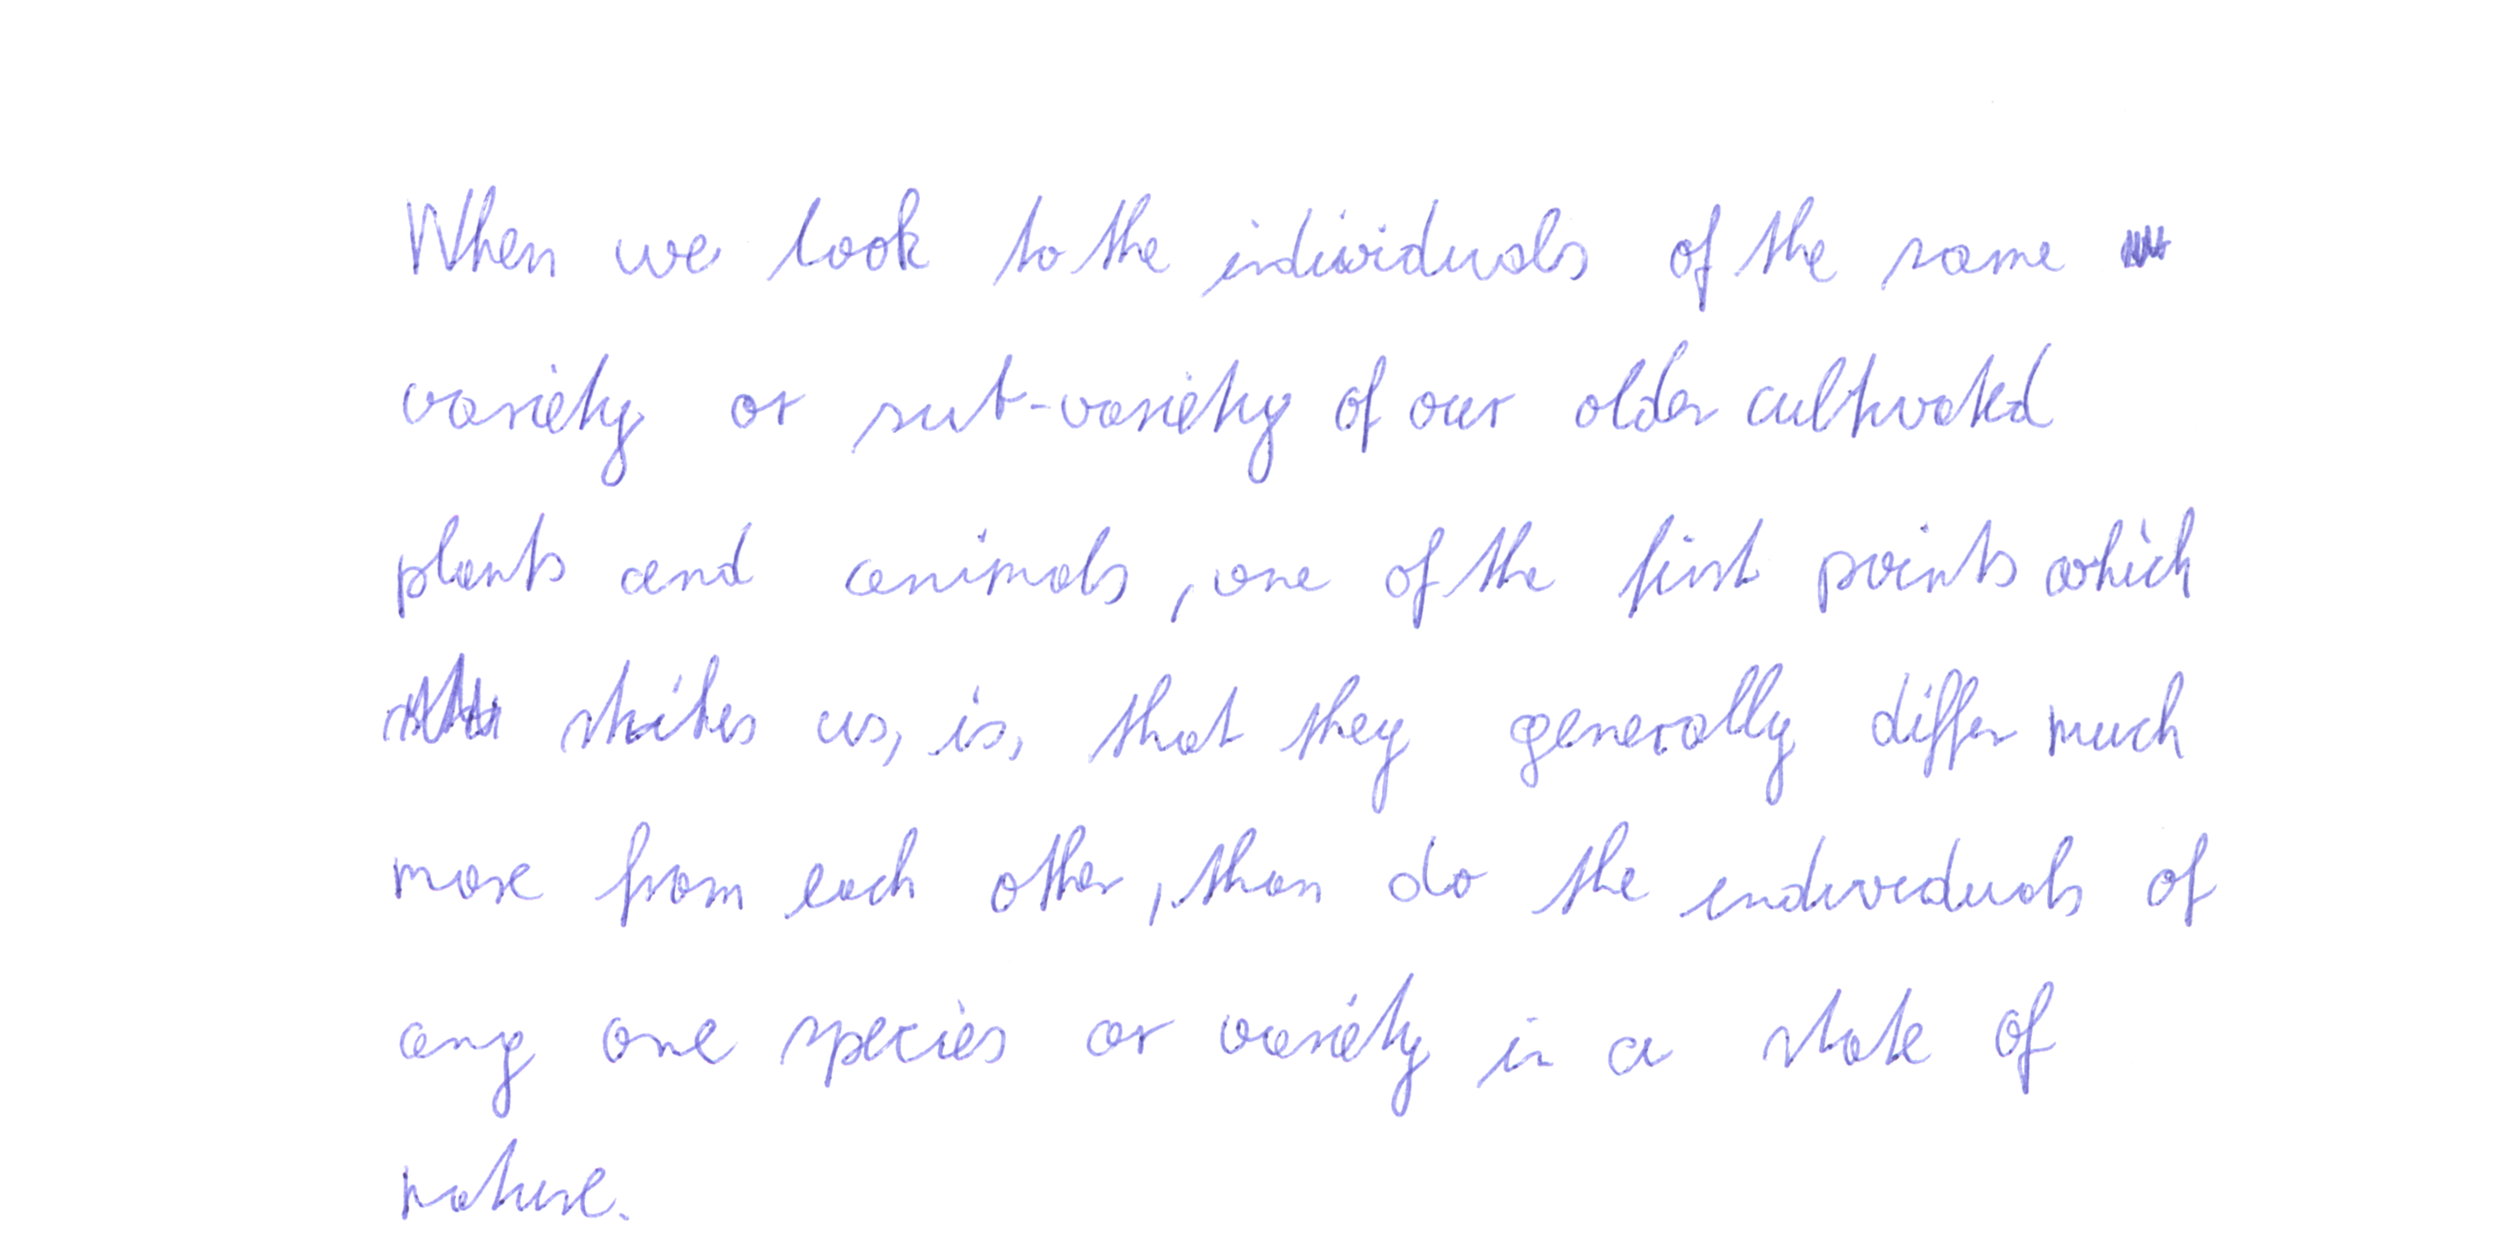 When we look to the individuals of the same
variety or sub-variety of our older cultivated
plants and animals, one of the first points which
strikes us, is, that they generally differ much
more from each other, than do the individuals of
any one species or variety in a state of
nature.